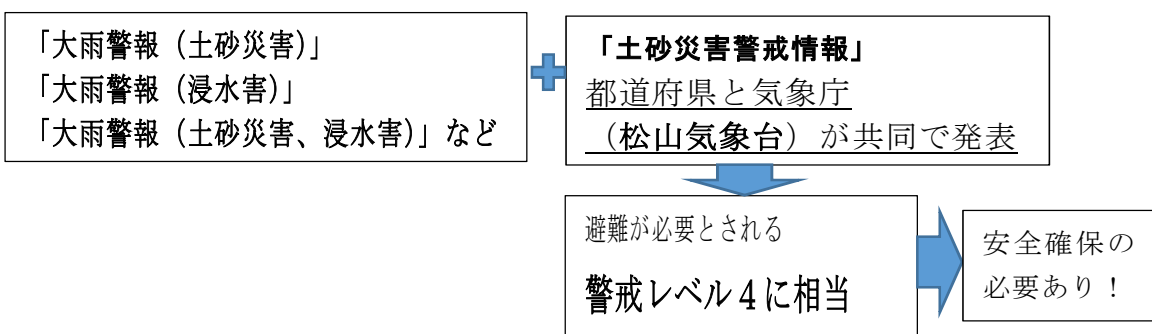 「大雨警報（土砂災害）」
「大雨警報（浸水害）」
「大雨警報（土砂災害、浸水害）」など
「土砂災害警戒情報」
都道府県と気象庁
（松山気象台）が共同で発表
避難が必要とされる
警戒レベル４に相当
安全確保の
必要あり！